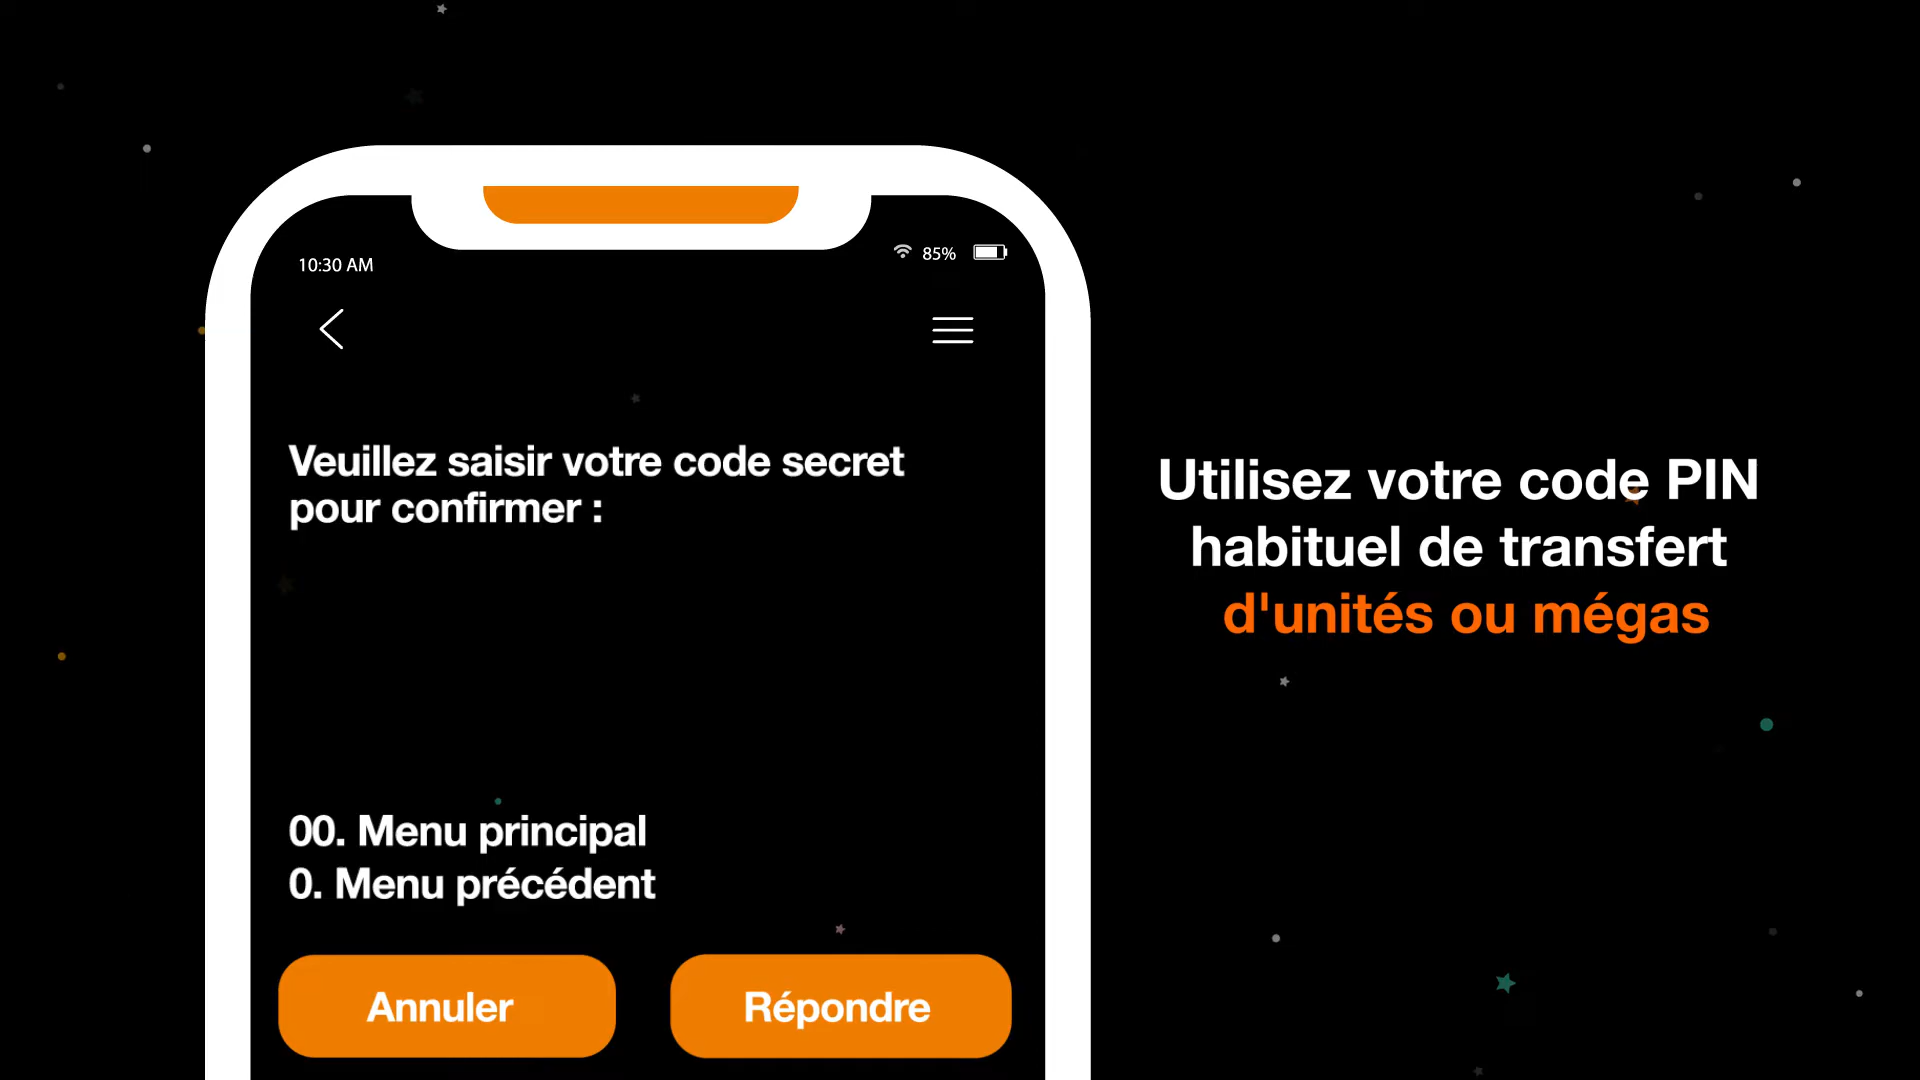 10:30 AM
85%
Veuillez saisir votre code secret
pour confirmer :
00. Menu principal
0. Menu précédent
Annuler
Répondre
Utilisez votre code PIN
habituel de transfert
d'unités ou mégas